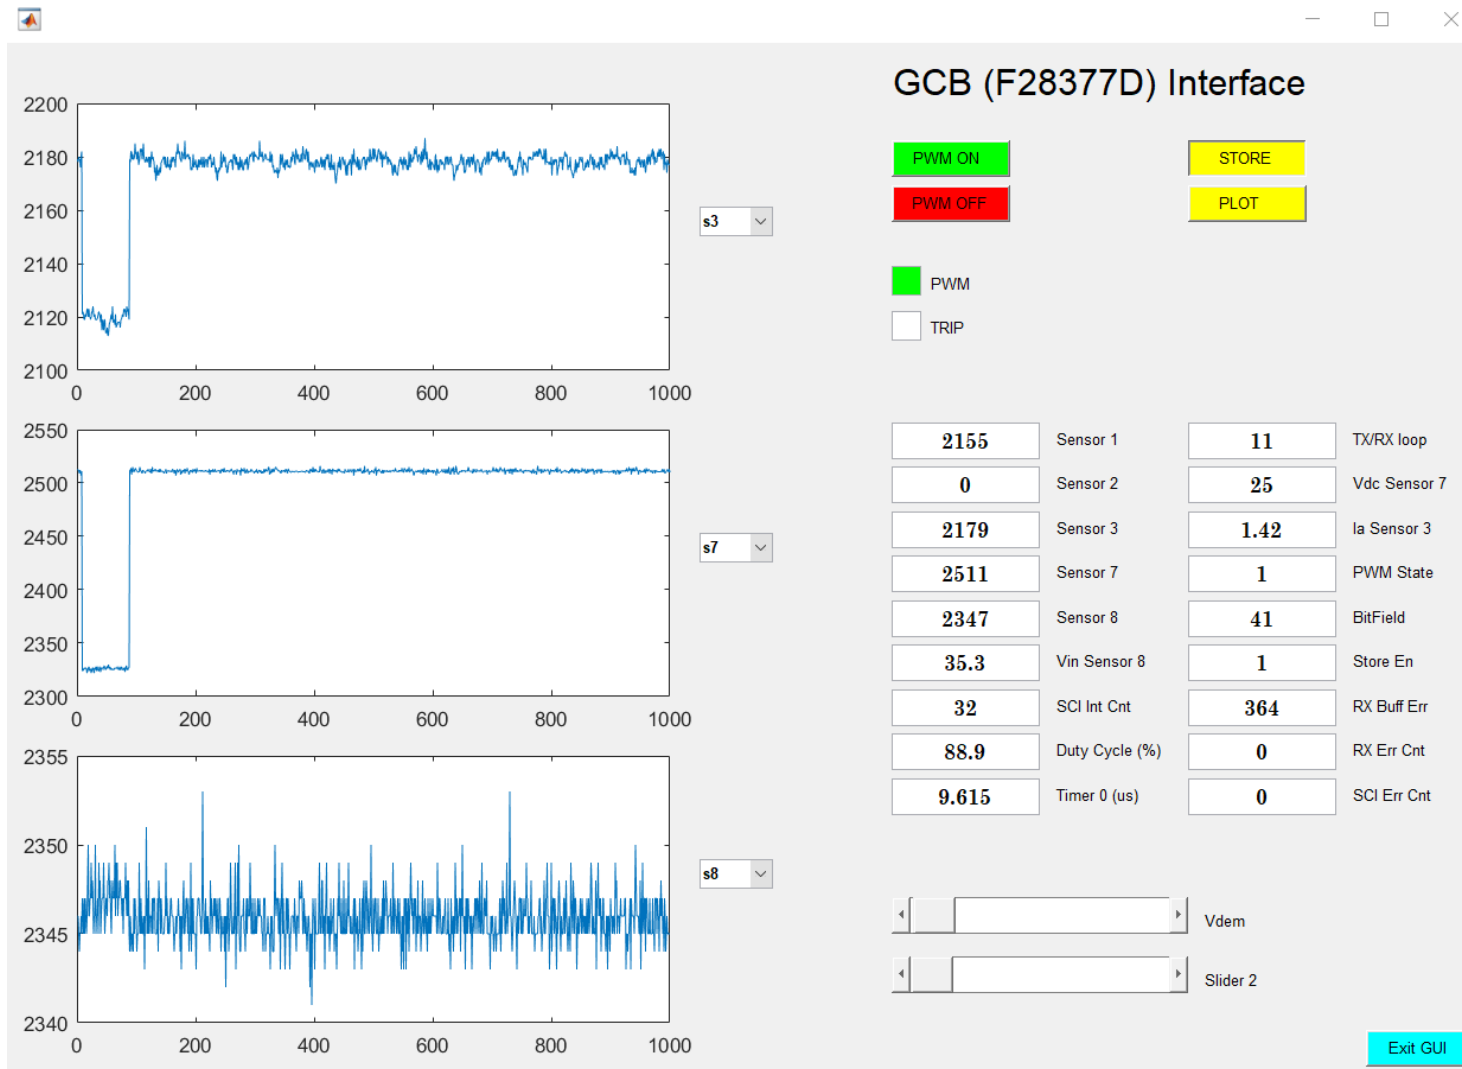 GCB (F28377D) Interface
PWM ON
STORE
PWM OFF
PLOT
PWM
TRIP
2200
2180
2160
2140
2120
2100
0 200 400 600 800 1000
s3
2550
2500
2450
2400
2350
2300
0 200 400 600 800 1000
s7
2355
2350
2345
2340
0 200 400 600 800 1000
s8
2155 Sensor 1 11 TX/RX loop
0 Sensor 2 25 Vdc Sensor 7
2179 Sensor 3 1.42 Ia Sensor 3
2511 Sensor 7 1 PWM State
2347 Sensor 8 41 BitField
35.3 Vin Sensor 8 1 Store En
32 SCI Int Cnt 364 RX Buff Err
88.9 Duty Cycle (%) 0 RX Err Cnt
9.615 Timer 0 (us) 0 SCI Err Cnt
Vdem
Slider 2
Exit GUI